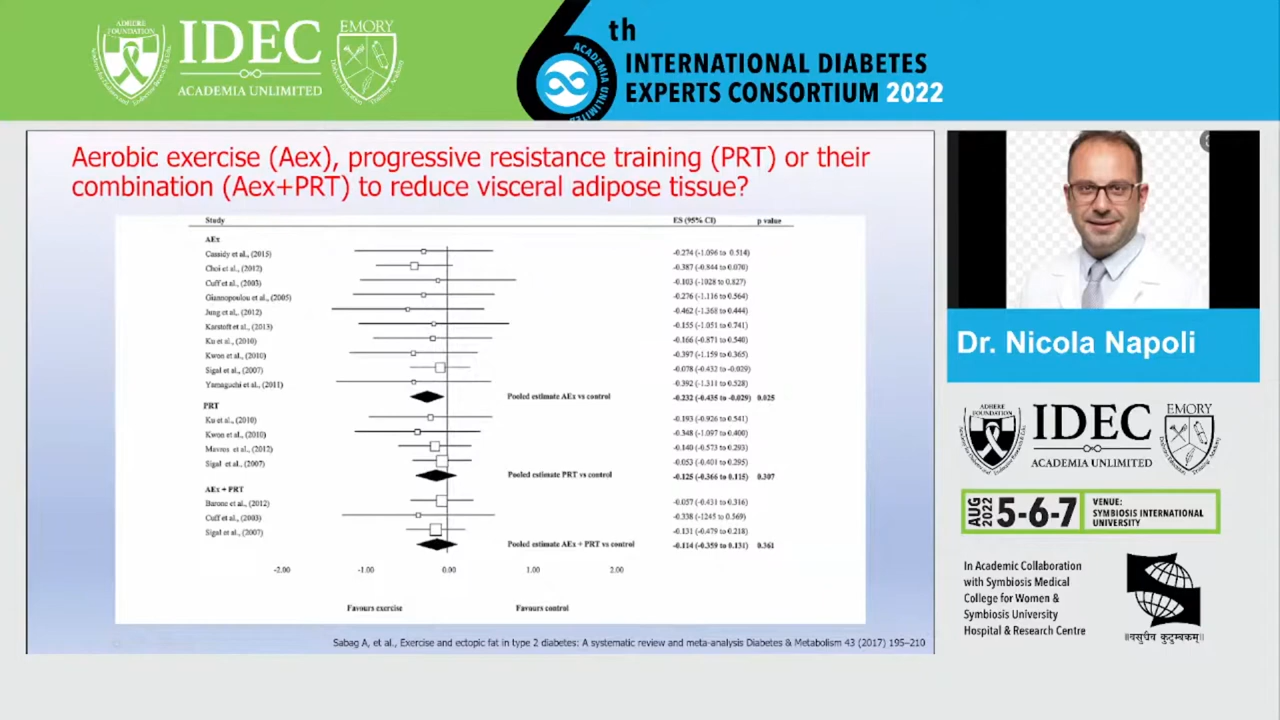 ADHERE
FOUNDATION
IDEC
ACADEMIA UNLIMITED
EMORY
6th
ACADEMIA UNLIMITED
INTERNATIONAL DIABETES
EXPERTS CONSORTIUM 2022
Aerobic exercise (Aex), progressive resistance training (PRT) or their
combination (Aex+PRT) to reduce visceral adipose tissue?
Study ES (95% CI) p value
AEx
Cassidy et al., (2015) -0.274 (-1.096 to 0.514)
Choi et al., (2012) -0.387 (-0.844 to 0.070)
Cuff et al., (2003) -0.103 (-1028 to 0.827)
Giannopoulou et al., (2005) -0.276 (-1.116 to 0.564)
Jung et al., (2012) -0.462 (-1.368 to 0.444)
Karstoft et al., (2013) -0.155 (-1.051 to 0.741)
Ku et al., (2010) -0.166 (-0.871 to 0.540)
Kwon et al., (2010) -0.397 (-1.159 to 0.365)
Sigal et al., (2007) -0.078 (-0.432 to -0.029)
Yamaguchi et al., (2011) -0.392 (-1.311 to 0.528)
Pooled estimate AEx vs control -0.232 (-0.435 to -0.029) 0.025
PRT
Ku et al., (2010) -0.193 (-0.926 to 0.541)
Kwon et al., (2010) -0.348 (-1.097 to 0.400)
Mavros et al., (2012) -0.140 (-0.573 to 0.293)
Sigal et al., (2007) -0.053 (-0.401 to 0.295)
Pooled estimate PRT vs control -0.125 (-0.366 to 0.115) 0.307
AEx + PRT
Barone et al., (2012) -0.057 (-0.431 to 0.316)
Cuff et al., (2003) -0.338 (-1245 to 0.569)
Sigal et al., (2007) -0.131 (-0.479 to 0.218)
Pooled estimate AEx + PRT vs control -0.114 (-0.359 to 0.131) 0.361
-2.00 -1.00 0.00 1.00 2.00
Favours exercise Favours control
Sabag A, et al., Exercise and ectopic fat in type 2 diabetes: A systematic review and meta-analysis Diabetes & Metabolism 43 (2017) 195–210
Dr. Nicola Napoli
ADHERE
FOUNDATION
IDEC
ACADEMIA UNLIMITED
EMORY
AUG 2022
5-6-7
VENUE:
SYMBIOSIS INTERNATIONAL
UNIVERSITY
In Academic Collaboration
with Symbiosis Medical
College for Women &
Symbiosis University
Hospital & Research Centre
॥वसुधैव कुटुम्बकम्॥